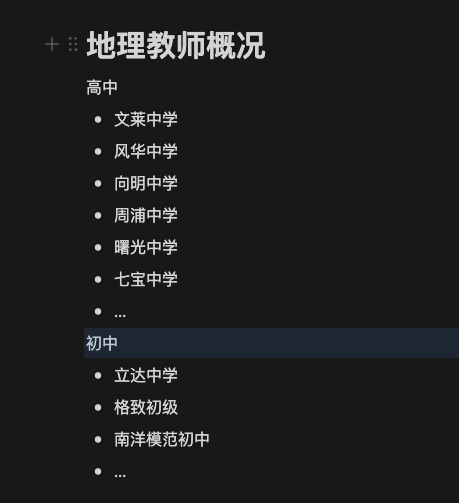 地理教师概况
高中
文莱中学
风华中学
向明中学
周浦中学
曙光中学
七宝中学
...
初中
立达中学
格致初级
南洋模范初中
...